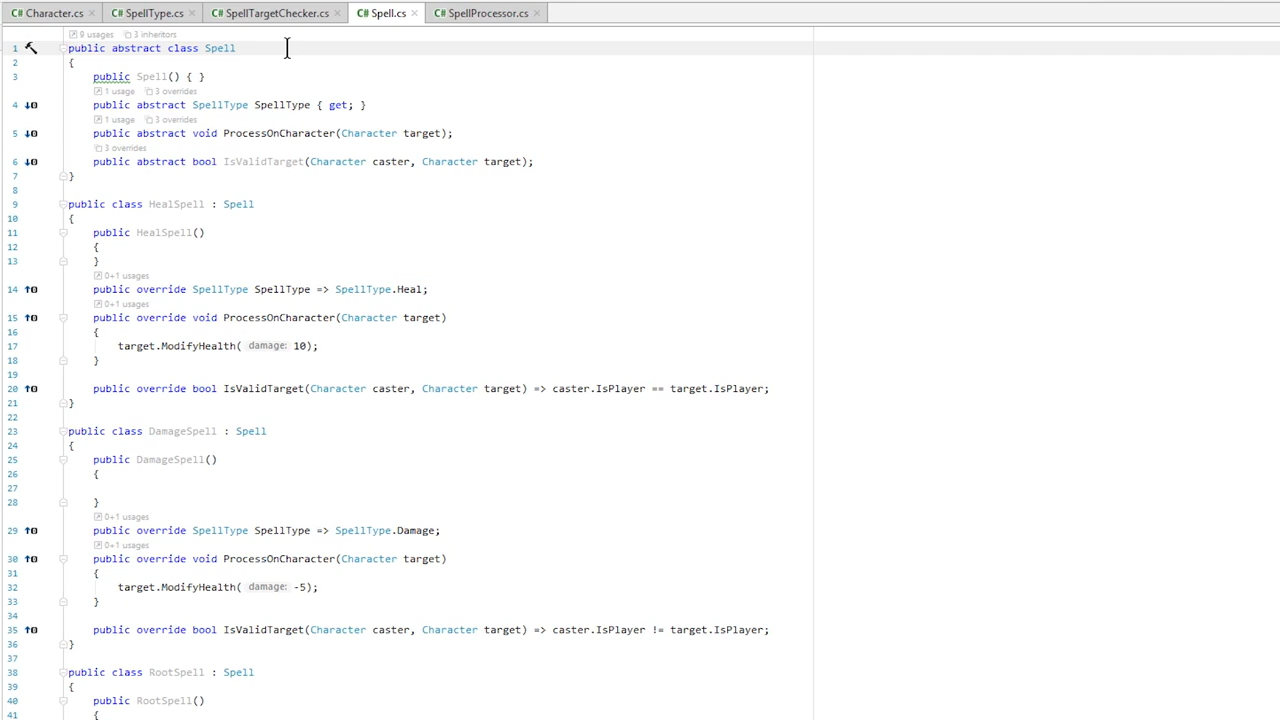 Character.cs SpellType.cs SpellTargetChecker.cs Spell.cs SpellProcessor.cs
9 usages 3 inheritors
1 public abstract class Spell
2 {
3 public Spell() { }
1 usage 3 overrides
4 public abstract SpellType SpellType { get; }
1 usage 3 overrides
5 public abstract void ProcessOnCharacter(Character target);
3 overrides
6 public abstract bool IsValidTarget(Character caster, Character target);
7 }
8
9 public class HealSpell : Spell
10 {
11 public HealSpell()
12 {
13 }
0+1 usages
14 public override SpellType SpellType => SpellType.Heal;
0+1 usages
15 public override void ProcessOnCharacter(Character target)
16 {
17 target.ModifyHealth( damage: 10);
18 }
19
20 public override bool IsValidTarget(Character caster, Character target) => caster.IsPlayer == target.IsPlayer;
21 }
22
23 public class DamageSpell : Spell
24 {
25 public DamageSpell()
26 {
27
28 }
0+1 usages
29 public override SpellType SpellType => SpellType.Damage;
0+1 usages
30 public override void ProcessOnCharacter(Character target)
31 {
32 target.ModifyHealth( damage: -5);
33 }
34
35 public override bool IsValidTarget(Character caster, Character target) => caster.IsPlayer != target.IsPlayer;
36 }
37
38 public class RootSpell : Spell
39 {
40 public RootSpell()
41 {